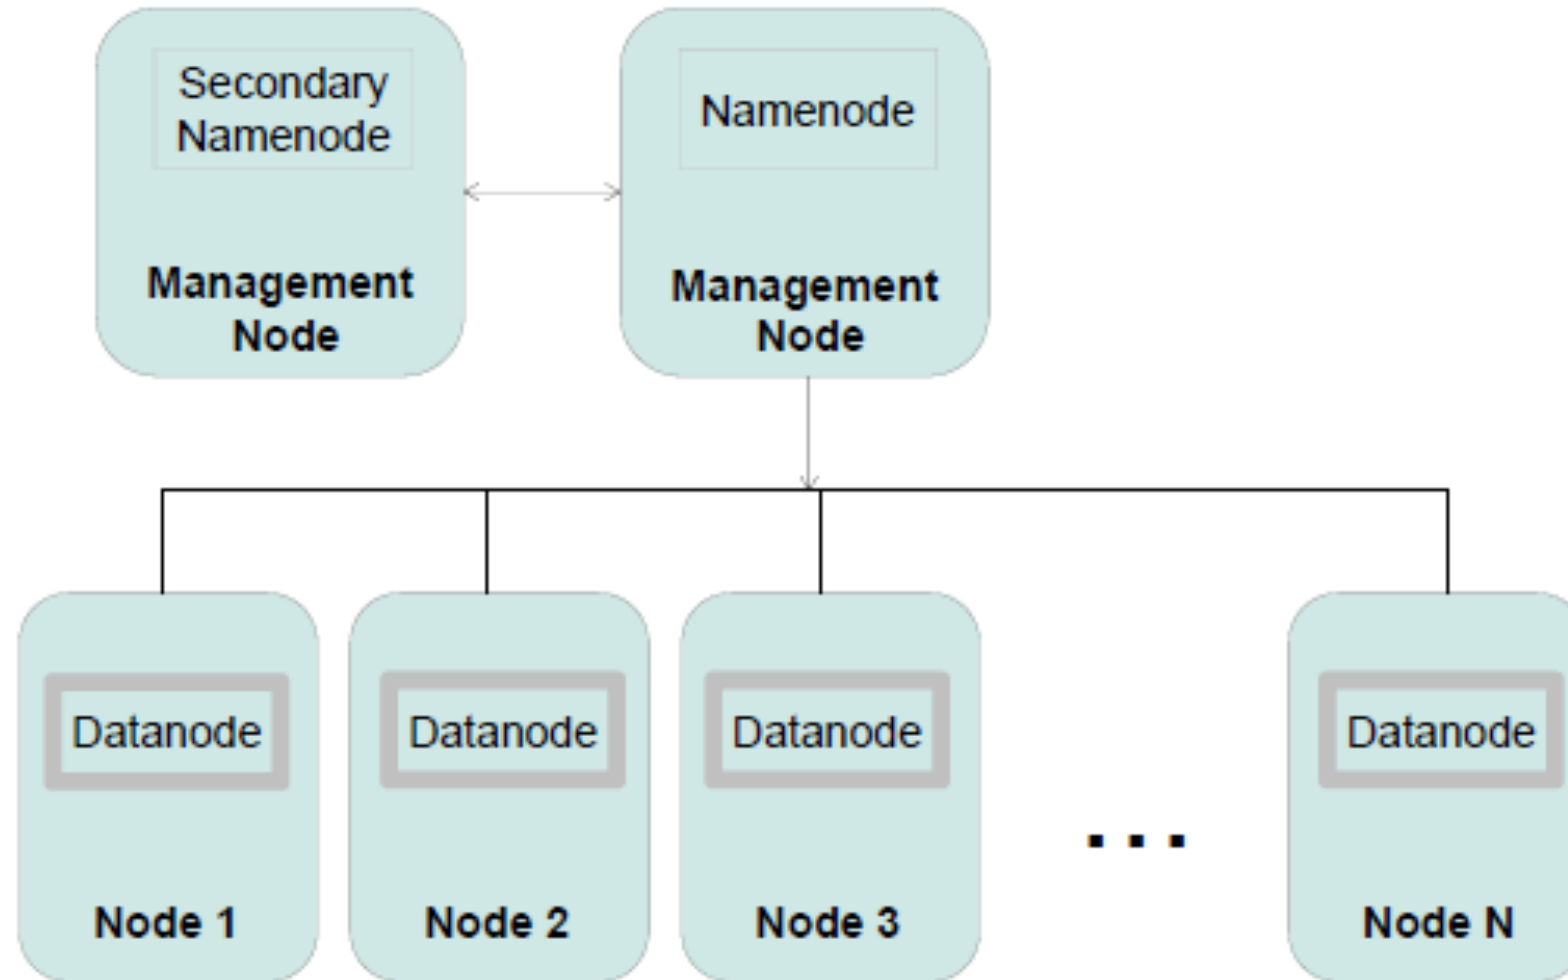 Secondary
Namenode
Management
Node
Namenode
Management
Node
Datanode
Node 1
Datanode
Node 2
Datanode
Node 3
...
Datanode
Node N